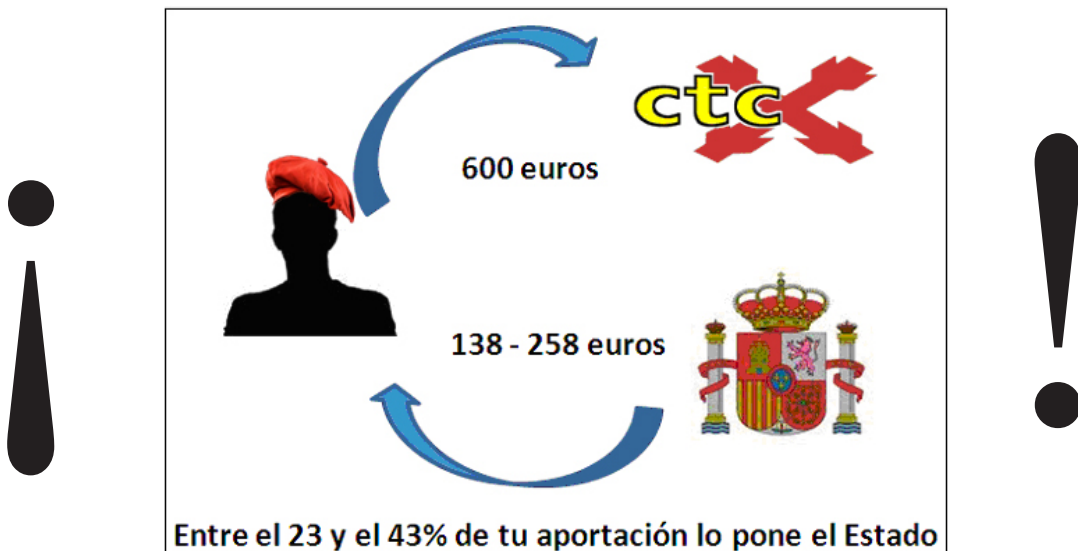 ctc
600 euros
138 - 258 euros
Entre el 23 y el 43% de tu aportación lo pone el Estado
¡ !